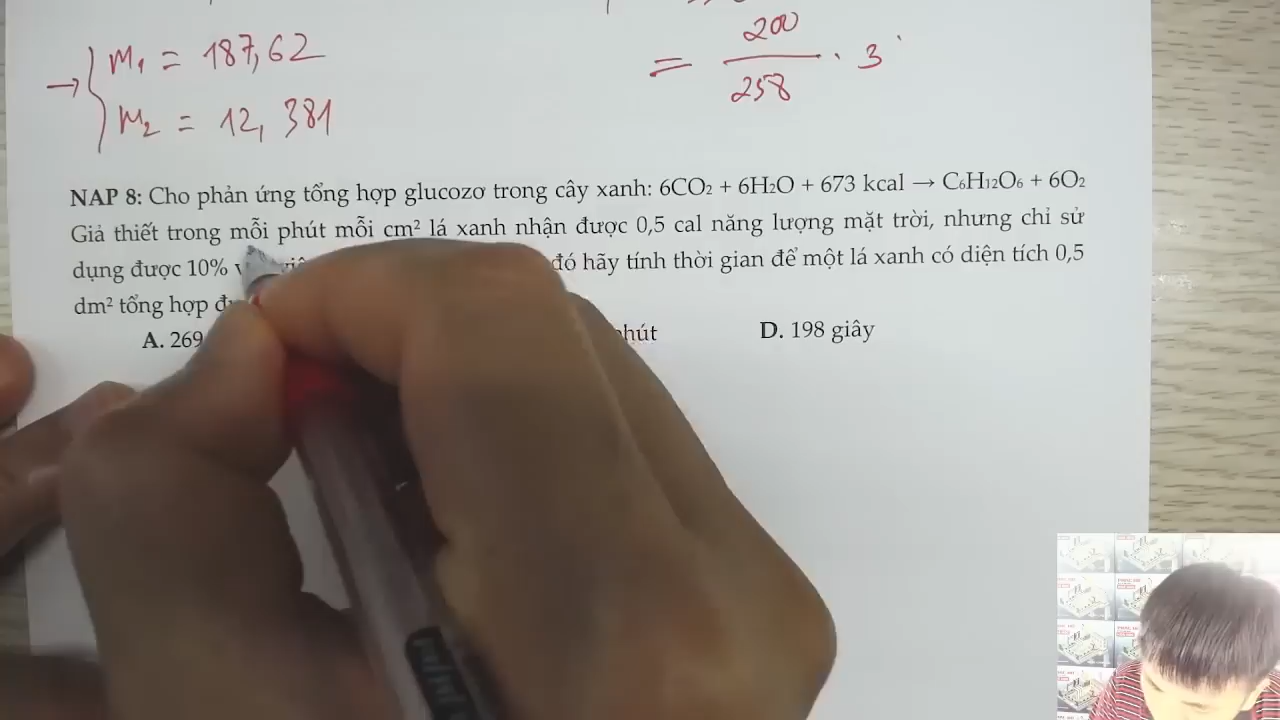 → { m₁ = 187,62
m₂ = 12, 381
= 200/258 · 3
NAP 8: Cho phản ứng tổng hợp glucozơ trong cây xanh: 6CO₂ + 6H₂O + 673 kcal → C₆H₁₂O₆ + 6O₂
Giả thiết trong mỗi phút mỗi cm² lá xanh nhận được 0,5 cal năng lượng mặt trời, nhưng chỉ sử
dụng được 10% đó hãy tính thời gian để một lá xanh có diện tích 0,5
dm² tổng hợp
A. 269 D. 198 giây